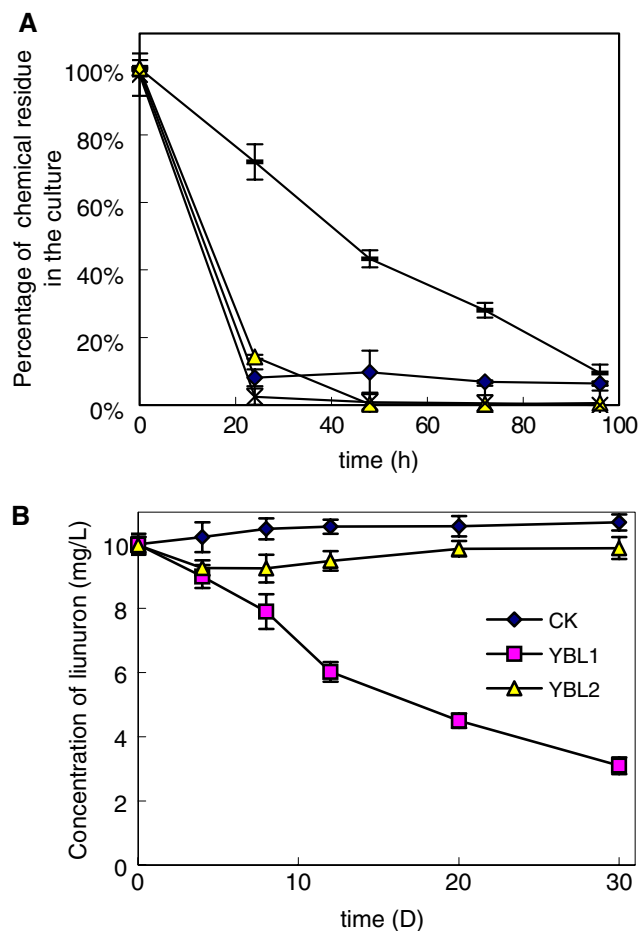 A
Percentage of chemical residue
in the culture
100%
80%
60%
40%
20%
0%
0 20 40 60 80 100
time (h)
B
Concentration of liunuron (mg/L)
10
8
6
4
2
0
CK
YBL1
YBL2
0 10 20 30
time (D)